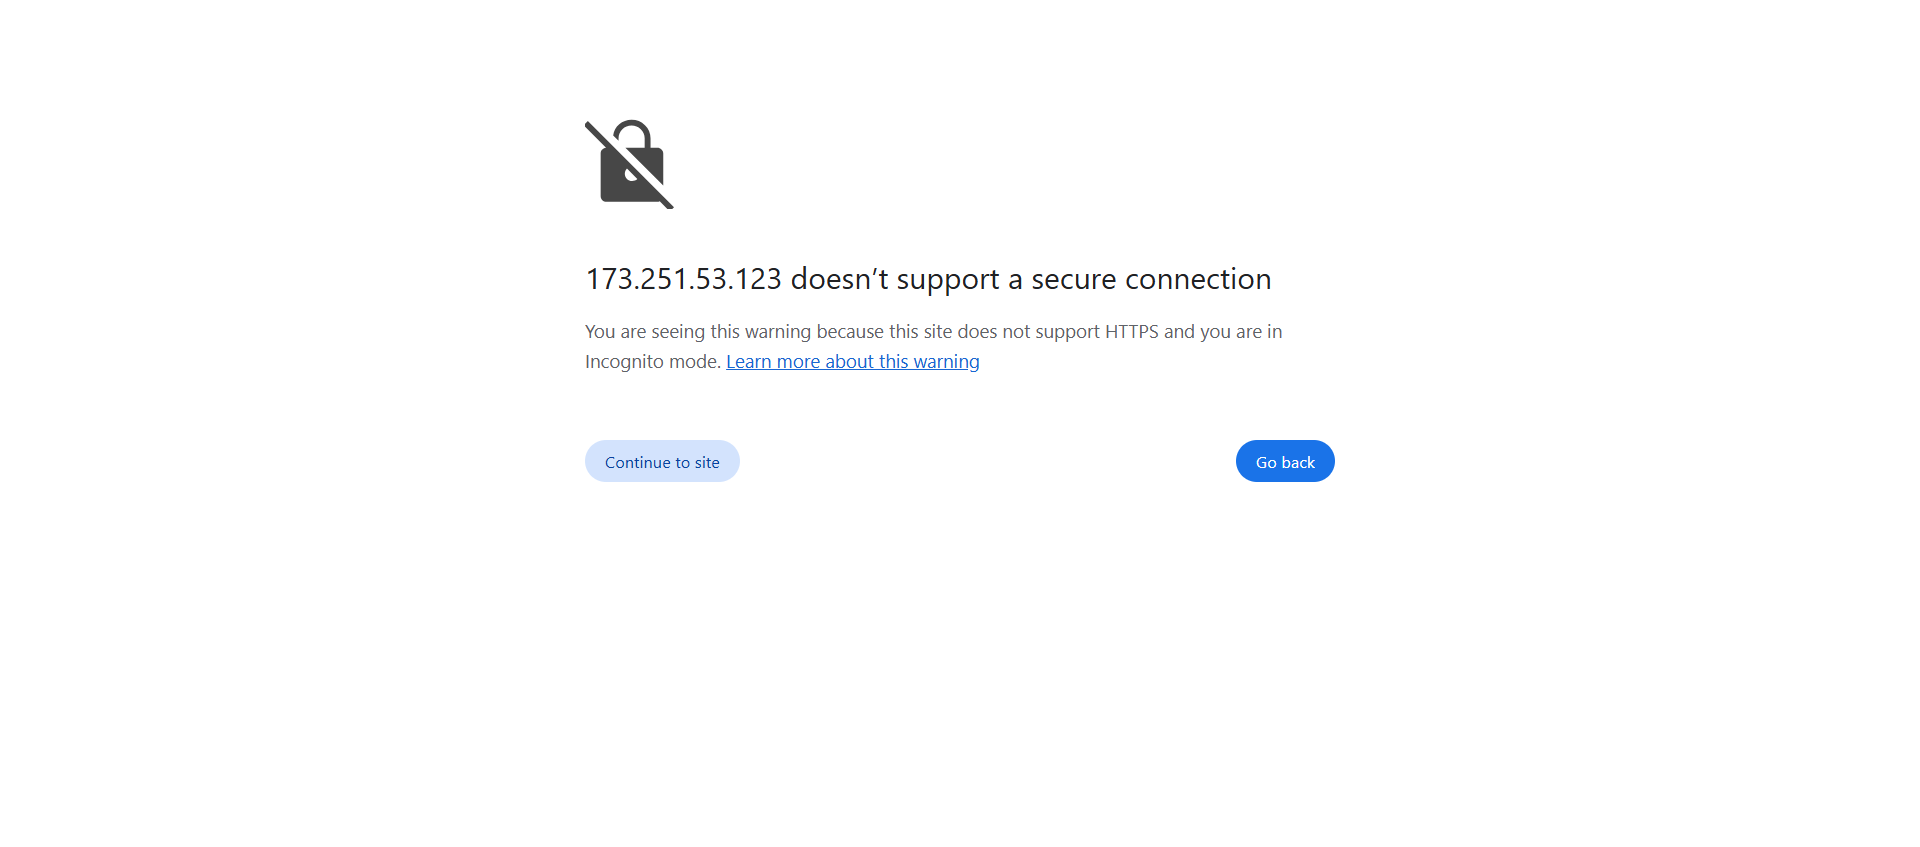 173.251.53.123 doesn’t support a secure connection
You are seeing this warning because this site does not support HTTPS and you are in
Incognito mode. Learn more about this warning
Continue to site
Go back